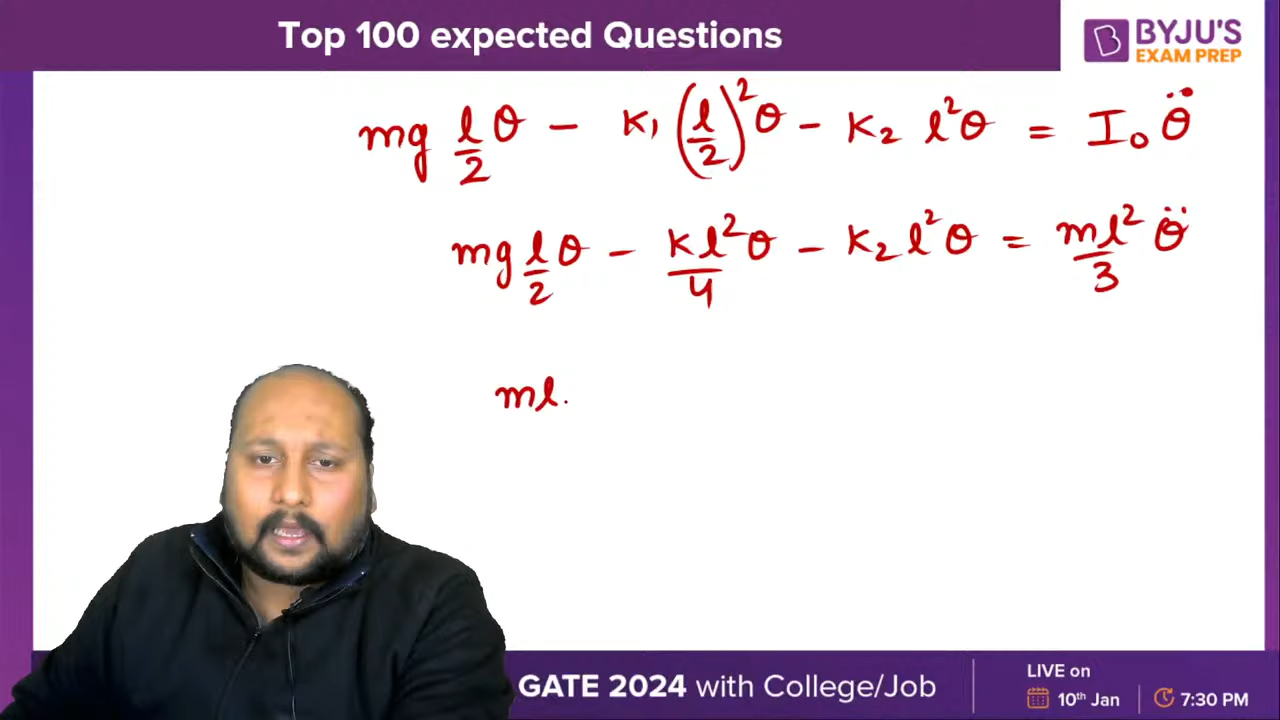 Top 100 expected Questions
BYJU'S
EXAM PREP
mg l/2 θ - K₁ (l/2)² θ - K₂ l² θ = I₀ θ̈
mg l/2 θ - Kl²/4 θ - K₂ l² θ = ml²/3 θ̈
ml.
GATE 2024 with College/Job
LIVE on
10th Jan
7:30 PM